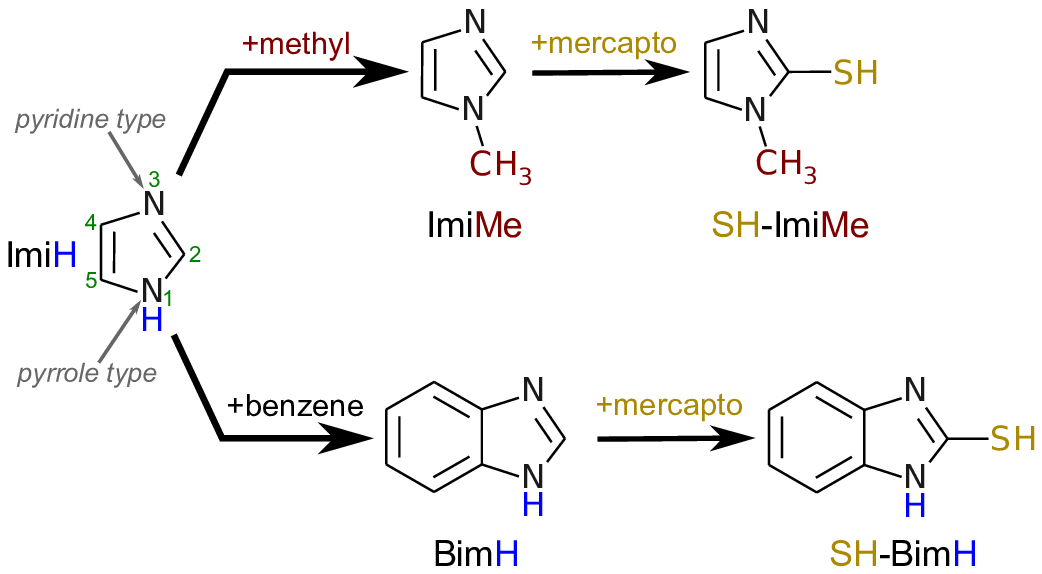 +methyl
N
N
CH3
ImiMe
+mercapto
N
N
SH
CH3
SH-ImiMe
pyridine type
3
N
4
2
5
N
1
H
ImiH
pyrrole type
+benzene
N
N
H
BimH
+mercapto
N
N
H
SH
SH-BimH